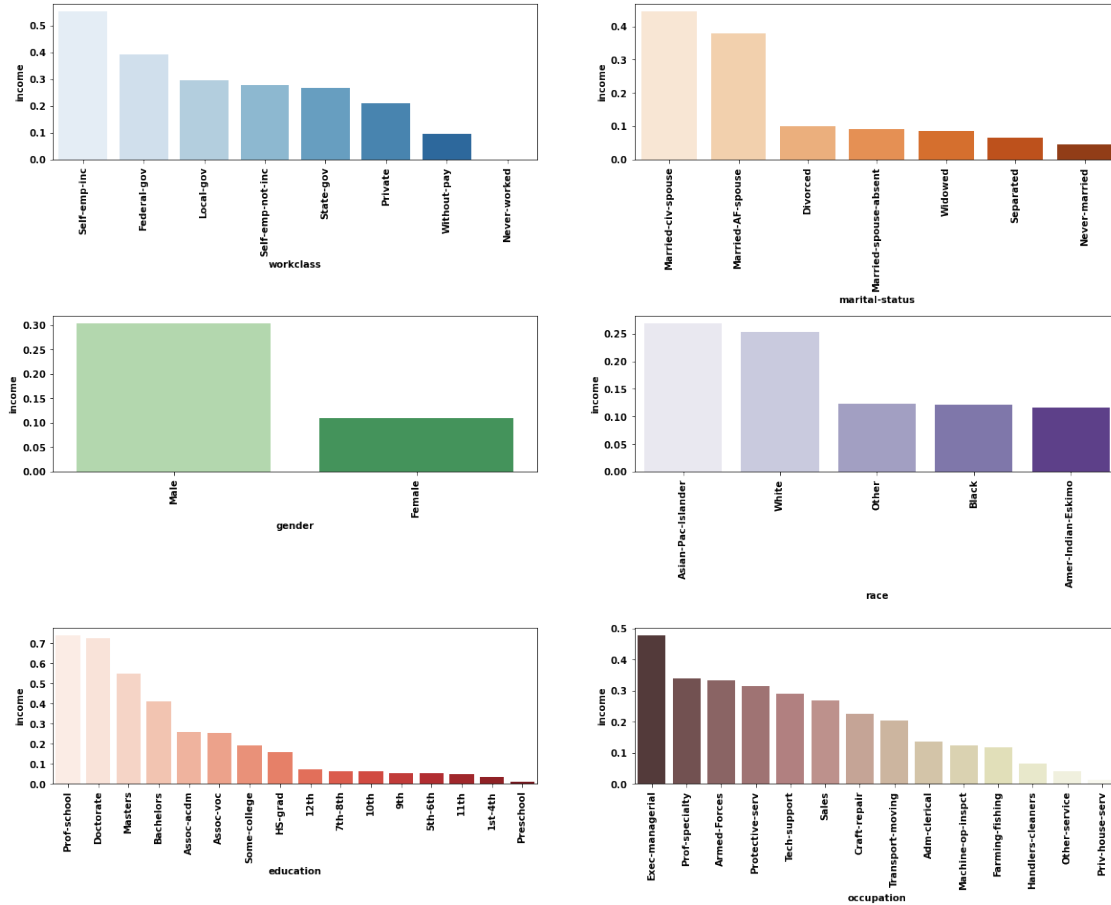 0.5
0.4
0.3
0.2
0.1
0.0
income
Self-emp-inc
Federal-gov
Local-gov
Self-emp-not-inc
State-gov
Private
Without-pay
Never-worked
workclass
0.4
0.3
0.2
0.1
0.0
income
Married-civ-spouse
Married-AF-spouse
Divorced
Married-spouse-absent
Widowed
Separated
Never-married
marital-status
0.30
0.25
0.20
0.15
0.10
0.05
0.00
income
Male
Female
gender
0.25
0.20
0.15
0.10
0.05
0.00
income
Asian-Pac-Islander
White
Other
Black
Amer-Indian-Eskimo
race
0.7
0.6
0.5
0.4
0.3
0.2
0.1
0.0
income
Prof-school
Doctorate
Masters
Bachelors
Assoc-acdm
Assoc-voc
Some-college
HS-grad
12th
7th-8th
10th
9th
5th-6th
11th
1st-4th
Preschool
education
0.5
0.4
0.3
0.2
0.1
0.0
income
Exec-managerial
Prof-specialty
Armed-Forces
Protective-serv
Tech-support
Sales
Craft-repair
Transport-moving
Adm-clerical
Machine-op-inspct
Farming-fishing
Handlers-cleaners
Other-service
Priv-house-serv
occupation